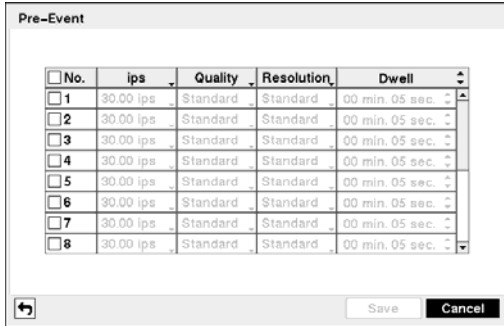 Pre-Event
No. ips Quality Resolution Dwell
1 30.00 ips Standard Standard 00 min. 05 sec.
2 30.00 ips Standard Standard 00 min. 05 sec.
3 30.00 ips Standard Standard 00 min. 05 sec.
4 30.00 ips Standard Standard 00 min. 05 sec.
5 30.00 ips Standard Standard 00 min. 05 sec.
6 30.00 ips Standard Standard 00 min. 05 sec.
7 30.00 ips Standard Standard 00 min. 05 sec.
8 30.00 ips Standard Standard 00 min. 05 sec.
Save Cancel